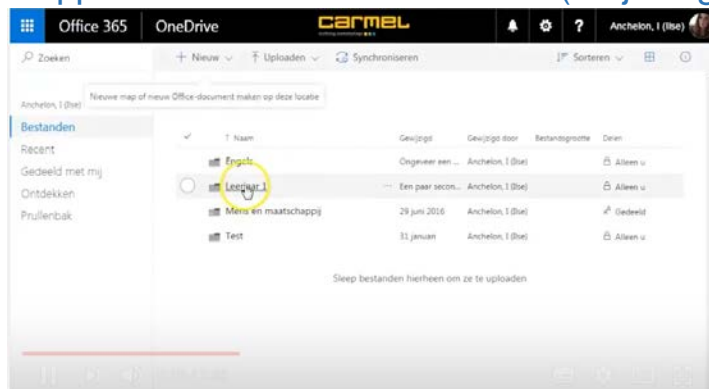 Office 365 OneDrive carmel ? Anchelon, I (Ilse)
Zoeken + Nieuw Uploaden Synchroniseren Sorteren
Nieuwe map of nieuw Office-document maken op deze locatie
Anchelon, I (Ilse)
Bestanden
Recent
Gedeeld met mij
Ontdekken
Prullenbak
Naam Gewijzigd Gewijzigd door Bestandsgrootte Delen
Engels Ongeveer een ... Anchelon, I (Ilse) Alleen u
Leerjaar 1 ... Een paar secon... Anchelon, I (Ilse) Alleen u
Mens en maatschappij 29 juni 2016 Anchelon, I (Ilse) Gedeeld
Test 31 januari Anchelon, I (Ilse) Alleen u
Sleep bestanden hierheen om ze te uploaden